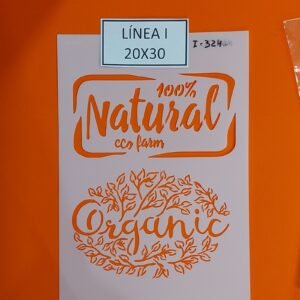 LÍNEA I
20X30
100%
Natural
eco farm
Organic